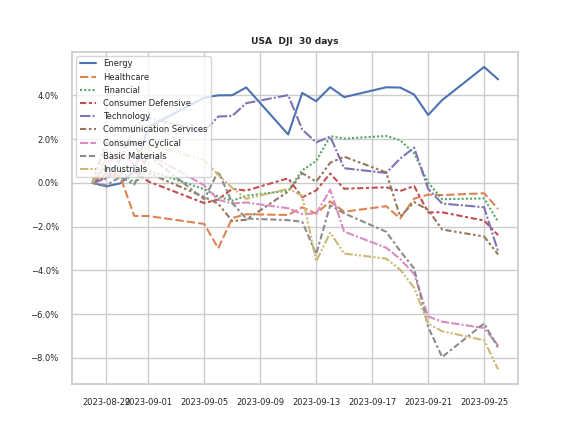 USA DJI 30 days
Energy
Healthcare
Financial
Consumer Defensive
Technology
Communication Services
Consumer Cyclical
Basic Materials
Industrials
4.0%
2.0%
0.0%
−2.0%
−4.0%
−6.0%
−8.0%
2023-08-29 2023-09-01 2023-09-05 2023-09-09 2023-09-13 2023-09-17 2023-09-21 2023-09-25